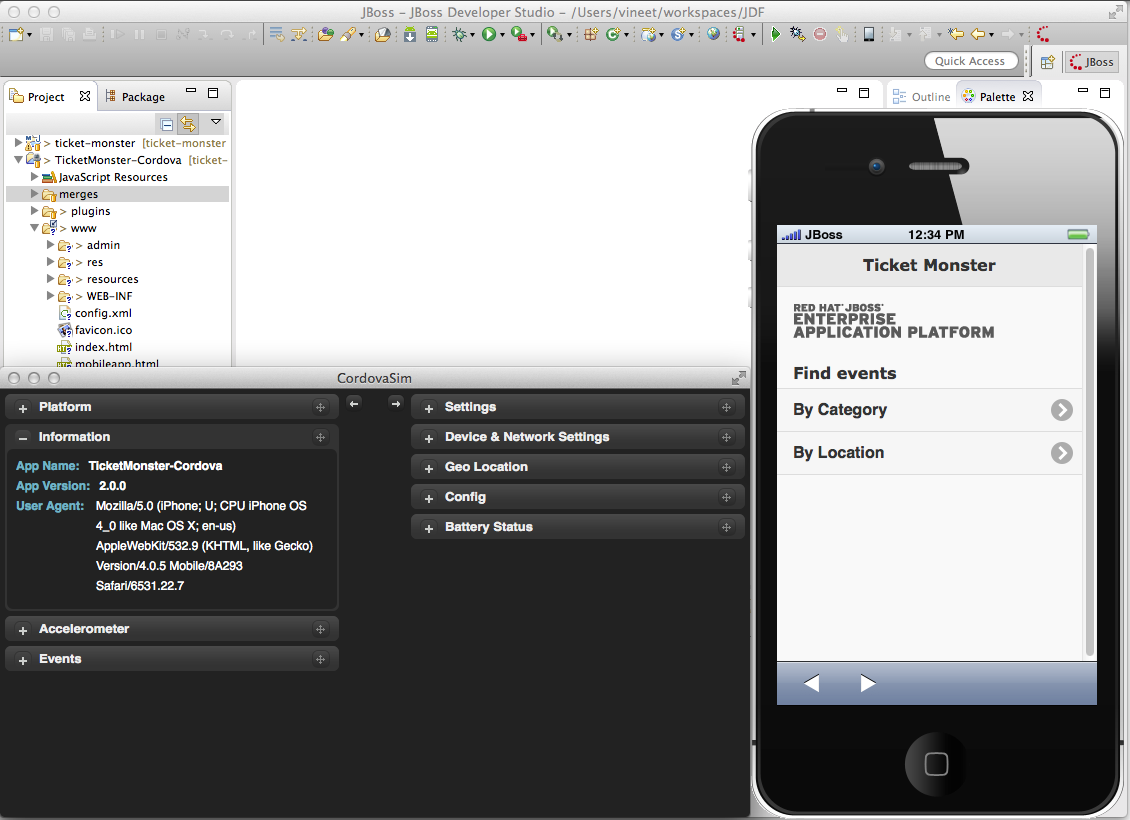 JBoss – JBoss Developer Studio – /Users/vineet/workspaces/JDF
Quick Access
JBoss
Project
Package
Outline
Palette
> ticket-monster [ticket-monster
> TicketMonster-Cordova [ticket-
JavaScript Resources
merges
> plugins
> www
> admin
> res
> resources
> WEB-INF
config.xml
favicon.ico
index.html
mobileapp.html
CordovaSim
Platform
Information
App Name: TicketMonster-Cordova
App Version: 2.0.0
User Agent: Mozilla/5.0 (iPhone; U; CPU iPhone OS
4_0 like Mac OS X; en-us)
AppleWebKit/532.9 (KHTML, like Gecko)
Version/4.0.5 Mobile/8A293
Safari/6531.22.7
Accelerometer
Events
Settings
Device & Network Settings
Geo Location
Config
Battery Status
JBoss 12:34 PM
Ticket Monster
RED HAT® JBOSS®
ENTERPRISE
APPLICATION PLATFORM
Find events
By Category
By Location